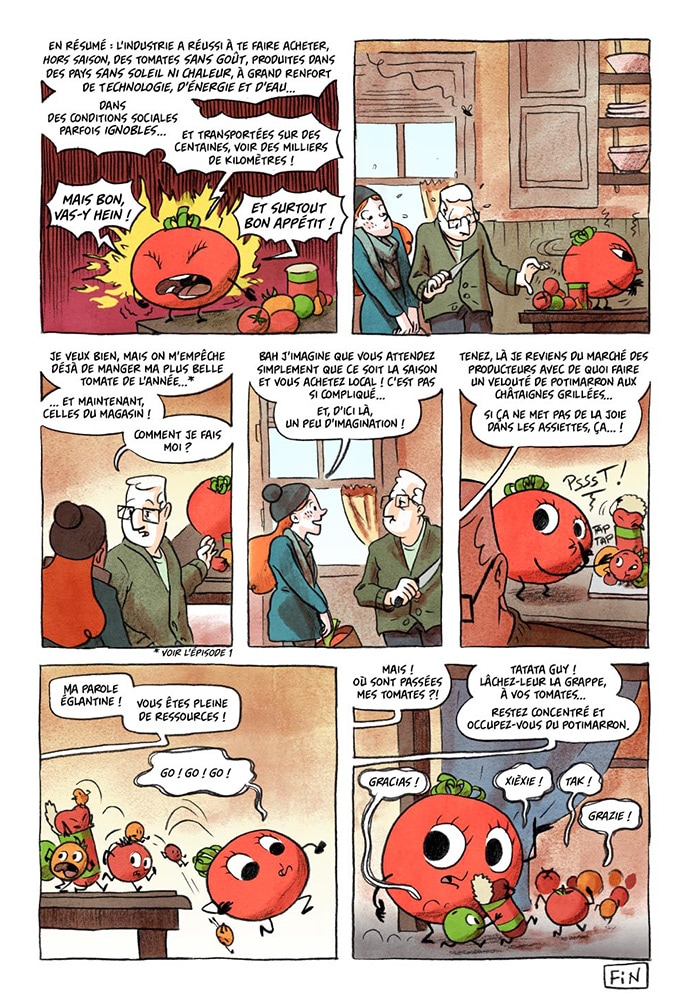 EN RÉSUMÉ : L'INDUSTRIE A RÉUSSI À TE FAIRE ACHETER,
HORS SAISON, DES TOMATES SANS GOÛT, PRODUITES DANS
DES PAYS SANS SOLEIL NI CHALEUR, À GRAND RENFORT
DE TECHNOLOGIE, D'ÉNERGIE ET D'EAU...
DANS
DES CONDITIONS SOCIALES
PARFOIS IGNOBLES...
ET TRANSPORTÉES SUR DES
CENTAINES, VOIR DES MILLIERS
DE KILOMÈTRES !
MAIS BON,
VAS-Y HEIN !
ET SURTOUT
BON APPÉTIT !
JE VEUX BIEN, MAIS ON M'EMPÊCHE
DÉJÀ DE MANGER MA PLUS BELLE
TOMATE DE L'ANNÉE...*
... ET MAINTENANT,
CELLES DU MAGASIN !
COMMENT JE FAIS
MOI ?
* VOIR L'ÉPISODE 1
BAH J'IMAGINE QUE VOUS ATTENDEZ
SIMPLEMENT QUE CE SOIT LA SAISON
ET VOUS ACHETEZ LOCAL ! C'EST PAS
SI COMPLIQUÉ...
ET, D'ICI LÀ,
UN PEU D'IMAGINATION !
TENEZ, LÀ JE REVIENS DU MARCHÉ DES
PRODUCTEURS AVEC DE QUOI FAIRE
UN VELOUTÉ DE POTIMARRON AUX
CHÂTAIGNES GRILLÉES...
SI ÇA NE MET PAS DE LA JOIE
DANS LES ASSIETTES, ÇA... !
PSSST !
TAP
TAP
MA PAROLE
ÉGLANTINE !
VOUS ÊTES PLEINE
DE RESSOURCES !
GO ! GO ! GO !
MAIS !
OÙ SONT PASSÉES
MES TOMATES ?!
TATATA GUY !
LÂCHEZ-LEUR LA GRAPPE,
À VOS TOMATES...
RESTEZ CONCENTRÉ ET
OCCUPEZ-VOUS DU POTIMARRON.
GRACIAS !
XIÈXIE !
TAK !
GRAZIE !
FIN